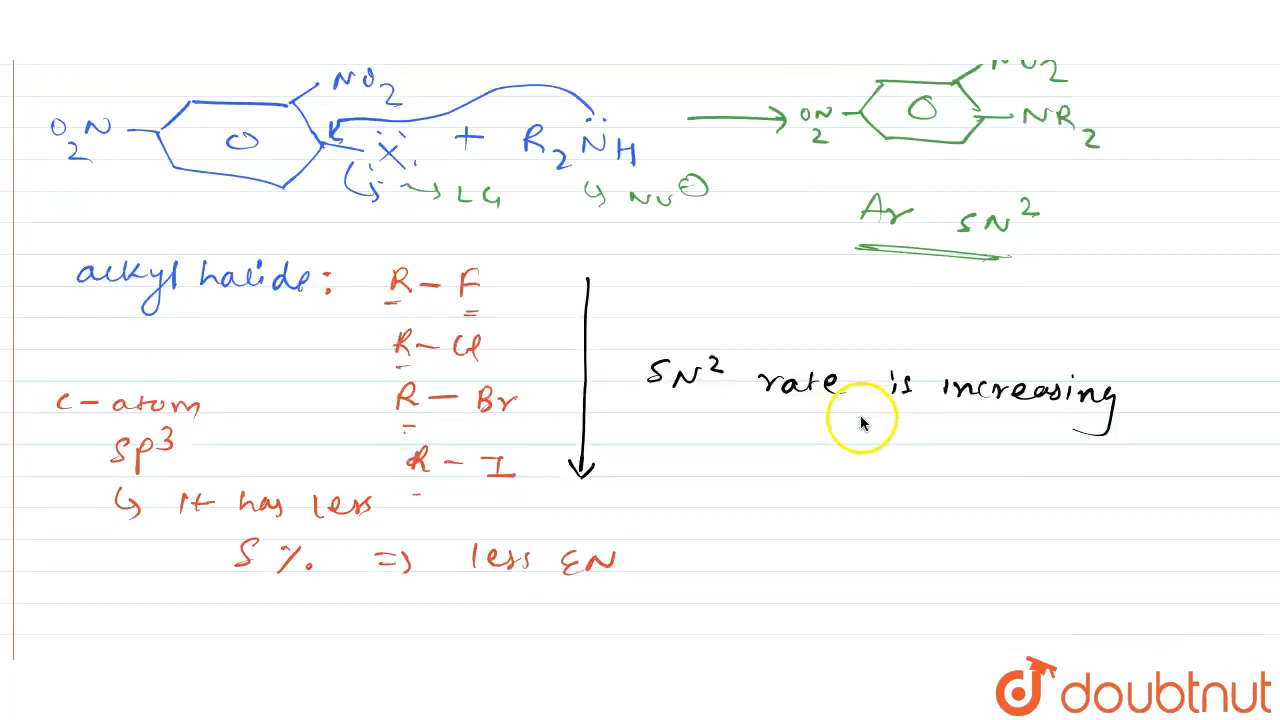 NO2 NO2
O2N X + R2NH → O2N NR2
LG Nu⊖
Ar SN2
alkyl halide: R - F
R - Cl
SN2 rate is increasing
C-atom R - Br
sp3 R - I
↳ It has less
S % ⇒ less EN
doubtnut